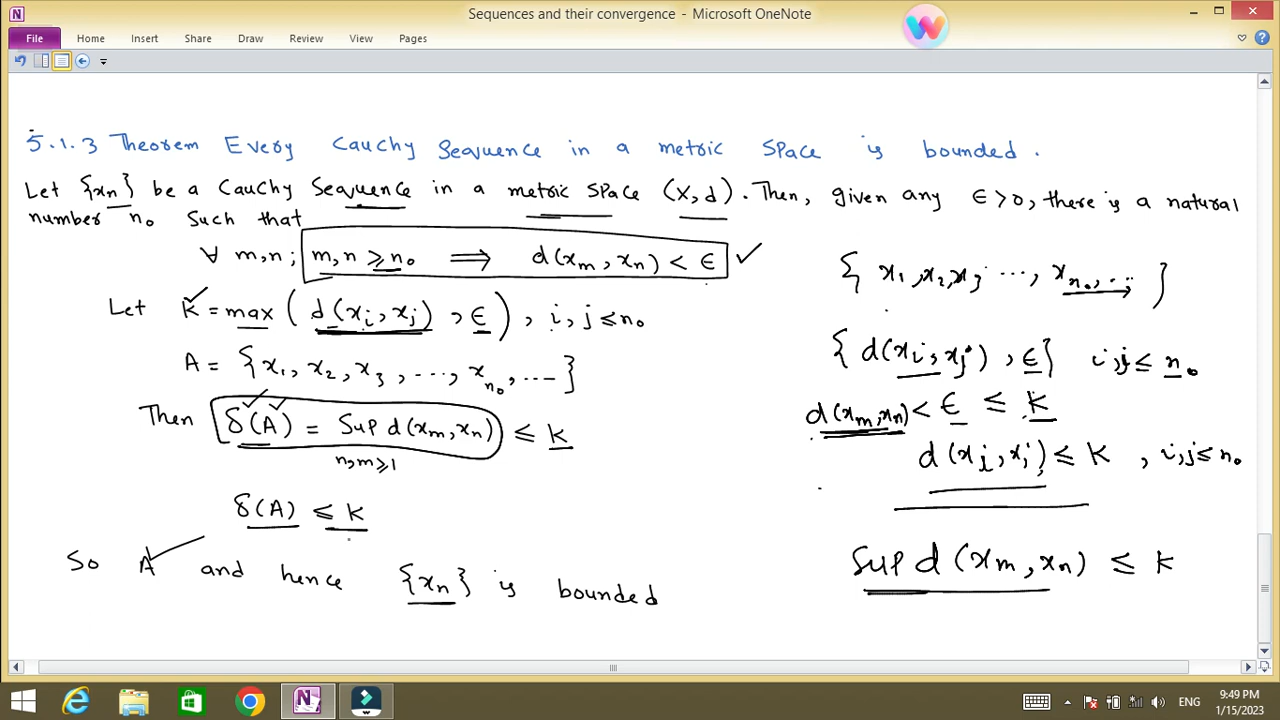 Sequences and their convergence - Microsoft OneNote
File Home Insert Share Draw Review View Pages
5.1.3 Theorem Every Cauchy Sequence in a metric Space is bounded.
Let {xn} be a Cauchy Sequence in a metric Space (X,d). Then, given any ϵ>0, there is a natural
number n₀ Such that
∀ m,n; m,n ≥ n₀ ⟹ d(xm, xn) < ϵ ✓
{ x₁, x₂, x₃ ..., x_n₀, ... }
Let K = max ( d(xi, xj), ϵ ), i, j ≤ n₀
{ d(xi, xj), ϵ } i,j ≤ n₀
A = { x₁, x₂, x₃, ..., x_n₀, ... }
d(xm, xn) < ϵ ≤ K
Then δ(A) = Sup d(xm, xn) ≤ K
n,m ≥ 1
d(xi, xj) ≤ K, i,j ≤ n₀
δ(A) ≤ K
So A and hence {xn} is bounded
Sup d(xm, xn) ≤ K
ENG
9:49 PM
1/15/2023